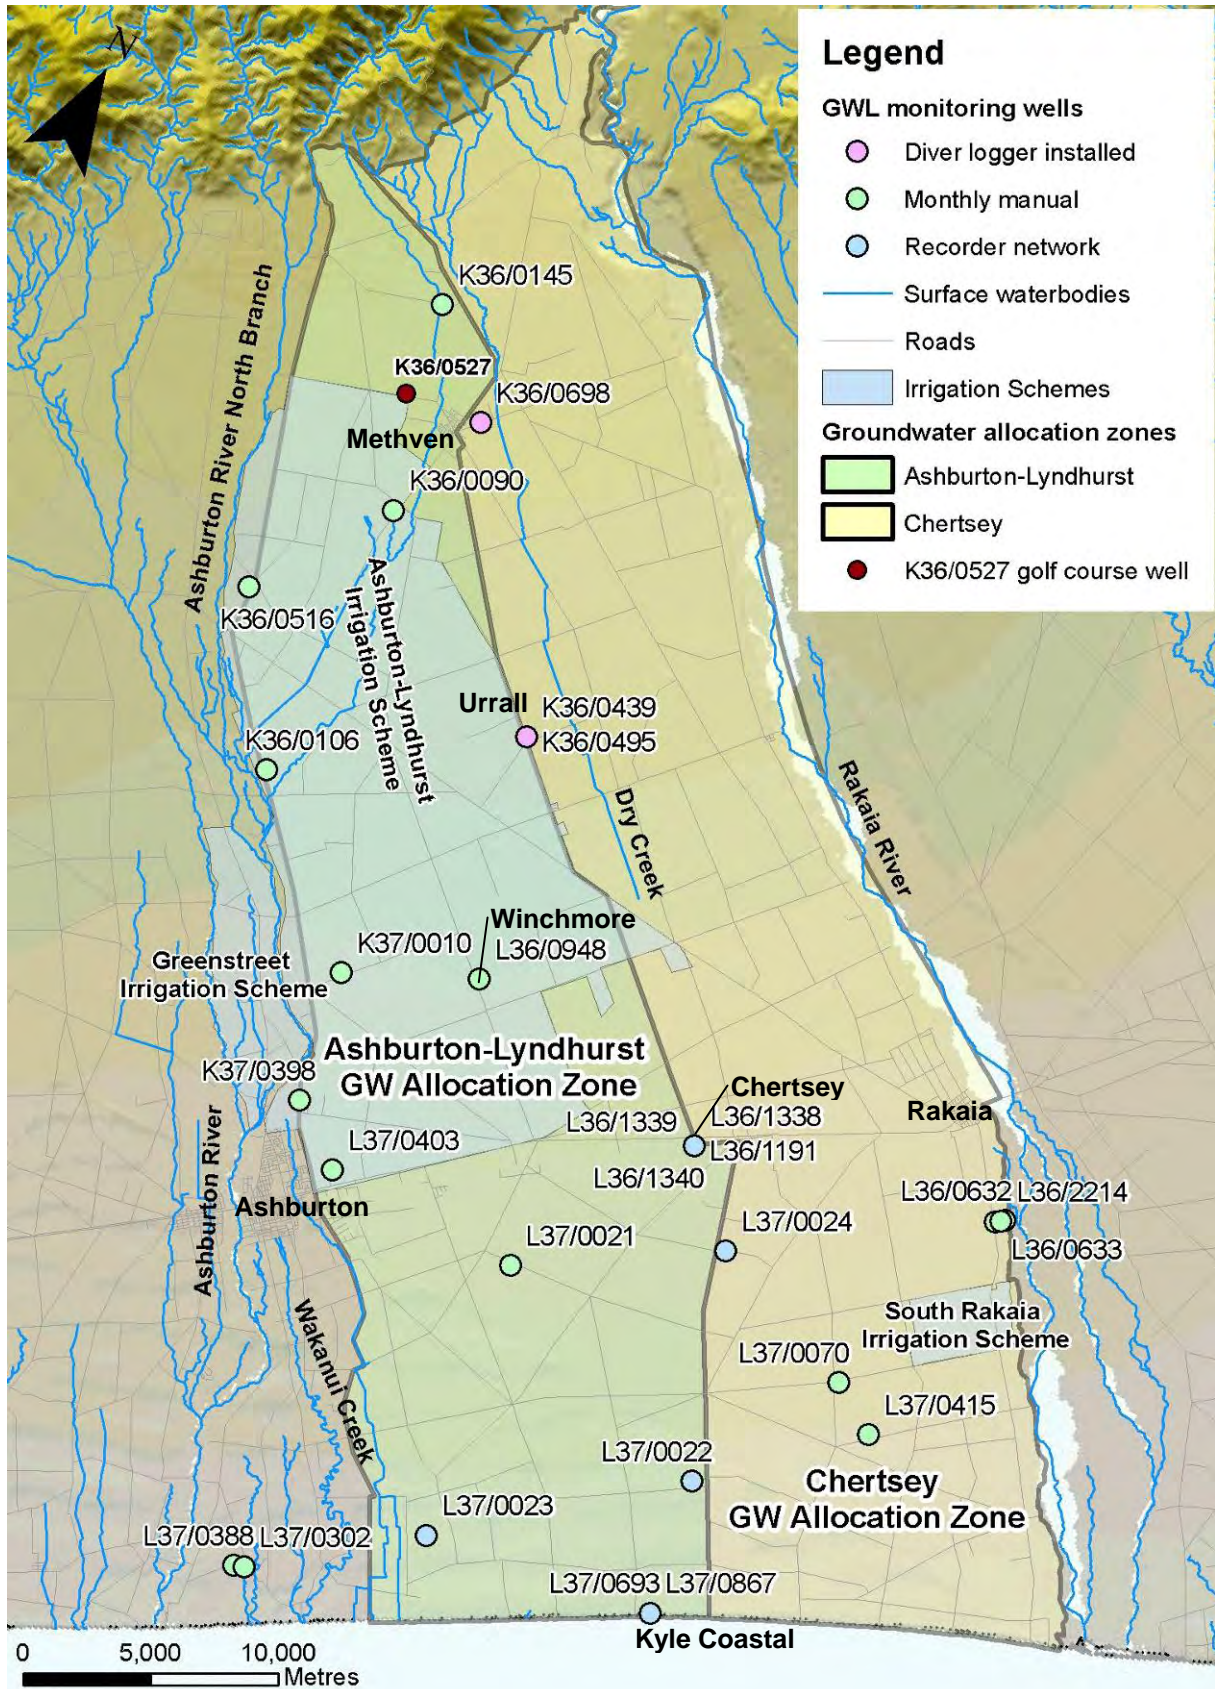 N
Legend
GWL monitoring wells
Diver logger installed
Monthly manual
Recorder network
Surface waterbodies
Roads
Irrigation Schemes
Groundwater allocation zones
Ashburton-Lyndhurst
Chertsey
K36/0527 golf course well
K36/0145
K36/0527
K36/0698
Methven
K36/0090
Ashburton River North Branch
K36/0516
Ashburton-Lyndhurst
Irrigation Scheme
Urrall
K36/0439
K36/0495
K36/0106
Dry Creek
Rakaia River
Winchmore
K37/0010
L36/0948
Greenstreet
Irrigation Scheme
Ashburton-Lyndhurst
GW Allocation Zone
K37/0398
Chertsey
Rakaia
L36/1339
L36/1338
L36/1191
L36/1340
L37/0403
Ashburton River
Ashburton
L36/0632
L36/2214
L36/0633
L37/0021
L37/0024
South Rakaia
Irrigation Scheme
Wakanui Creek
L37/0070
L37/0415
L37/0022
Chertsey
GW Allocation Zone
L37/0023
L37/0388
L37/0302
L37/0693
L37/0867
Kyle Coastal
0
5,000
10,000
Metres